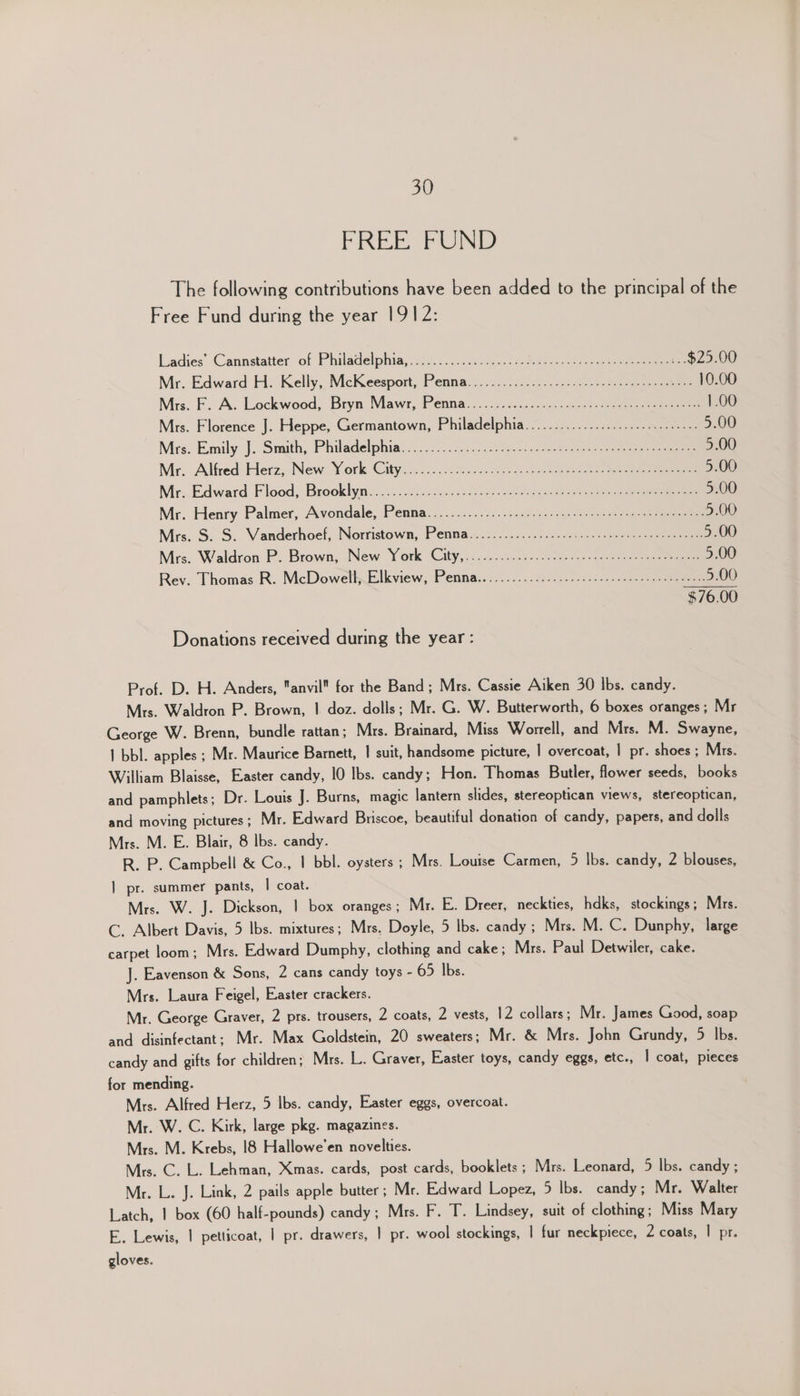 30
FREE FUND
The following contributions have been added to the principal of the
Free Fund during the year 1912:
Ladies' Cannstatter of Philadelphia,..........$25.00
Mr. Edward H. Kelly, McKeesport, Penna..........10.00
Mrs. F. A. Lockwood, Bryn Mawr, Penna..........1.00
Mrs. Florence J. Heppe, Germantown, Philadelphia..........5.00
Mrs. Emily J. Smith, Philadelphia..........5.00
Mr. Alfred Herz, New York City..........5.00
Mr. Edward Flood, Brooklyn..........5.00
Mr. Henry Palmer, Avondale, Penna..........5.00
Mrs. S. S. Vanderhoef, Norristown, Penna..........5.00
Mrs. Waldron P. Brown, New York City,..........5.00
Rev. Thomas R. McDowell, Elkview, Penna...........5.00
$76.00
Donations received during the year :
Prof. D. H. Anders, "anvil" for the Band ; Mrs. Cassie Aiken 30 lbs. candy.
Mrs. Waldron P. Brown, 1 doz. dolls; Mr. G. W. Butterworth, 6 boxes oranges ; Mr
George W. Brenn, bundle rattan; Mrs. Brainard, Miss Worrell, and Mrs. M. Swayne,
1 bbl. apples ; Mr. Maurice Barnett, 1 suit, handsome picture, 1 overcoat, 1 pr. shoes ; Mrs.
William Blaisse, Easter candy, 10 lbs. candy; Hon. Thomas Butler, flower seeds, books
and pamphlets; Dr. Louis J. Burns, magic lantern slides, stereoptican views, stereoptican,
and moving pictures ; Mr. Edward Briscoe, beautiful donation of candy, papers, and dolls
Mrs. M. E. Blair, 8 lbs. candy.
R. P. Campbell & Co., 1 bbl. oysters ; Mrs. Louise Carmen, 5 lbs. candy, 2 blouses,
1 pr. summer pants, 1 coat.
Mrs. W. J. Dickson, 1 box oranges ; Mr. E. Dreer, neckties, hdks, stockings; Mrs.
C. Albert Davis, 5 lbs. mixtures; Mrs. Doyle, 5 lbs. candy ; Mrs. M. C. Dunphy, large
carpet loom; Mrs. Edward Dumphy, clothing and cake; Mrs. Paul Detwiler, cake.
J. Eavenson & Sons, 2 cans candy toys - 65 lbs.
Mrs. Laura Feigel, Easter crackers.
Mr. George Graver, 2 prs. trousers, 2 coats, 2 vests, 12 collars; Mr. James Good, soap
and disinfectant; Mr. Max Goldstein, 20 sweaters; Mr. & Mrs. John Grundy, 5 lbs.
candy and gifts for children; Mrs. L. Graver, Easter toys, candy eggs, etc., 1 coat, pieces
for mending.
Mrs. Alfred Herz, 5 lbs. candy, Easter eggs, overcoat.
Mr. W. C. Kirk, large pkg. magazines.
Mrs. M. Krebs, 18 Hallowe'en novelties.
Mrs. C. L. Lehman, Xmas. cards, post cards, booklets ; Mrs. Leonard, 5 lbs. candy ;
Mr. L. J. Link, 2 pails apple butter ; Mr. Edward Lopez, 5 lbs. candy; Mr. Walter
Latch, 1 box (60 half-pounds) candy ; Mrs. F. T. Lindsey, suit of clothing; Miss Mary
E. Lewis, 1 petticoat, 1 pr. drawers, 1 pr. wool stockings, 1 fur neckpiece, 2 coats, 1 pr.
gloves.